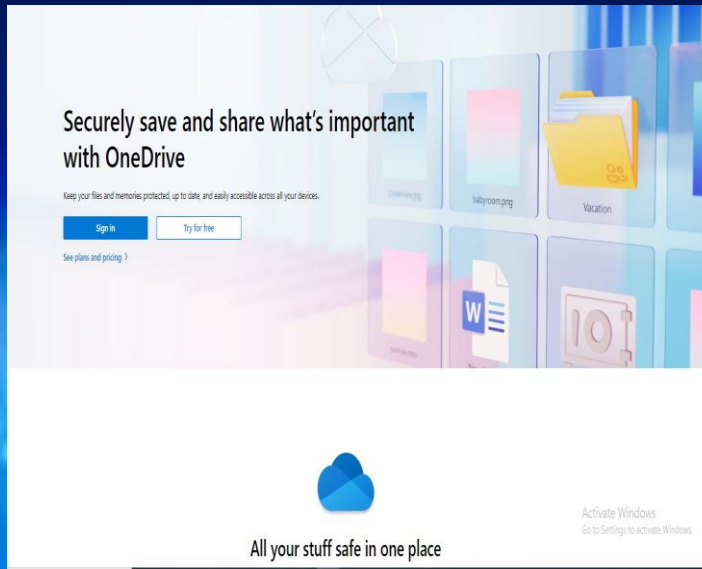 Securely save and share what's important
with OneDrive
Keep your files and memories protected, up to date, and easily accessible across all your devices.
Sign in
Try for free
See plans and pricing >
babyroom.png
Vacation
W
All your stuff safe in one place
Activate Windows
Go to Settings to activate Windows.